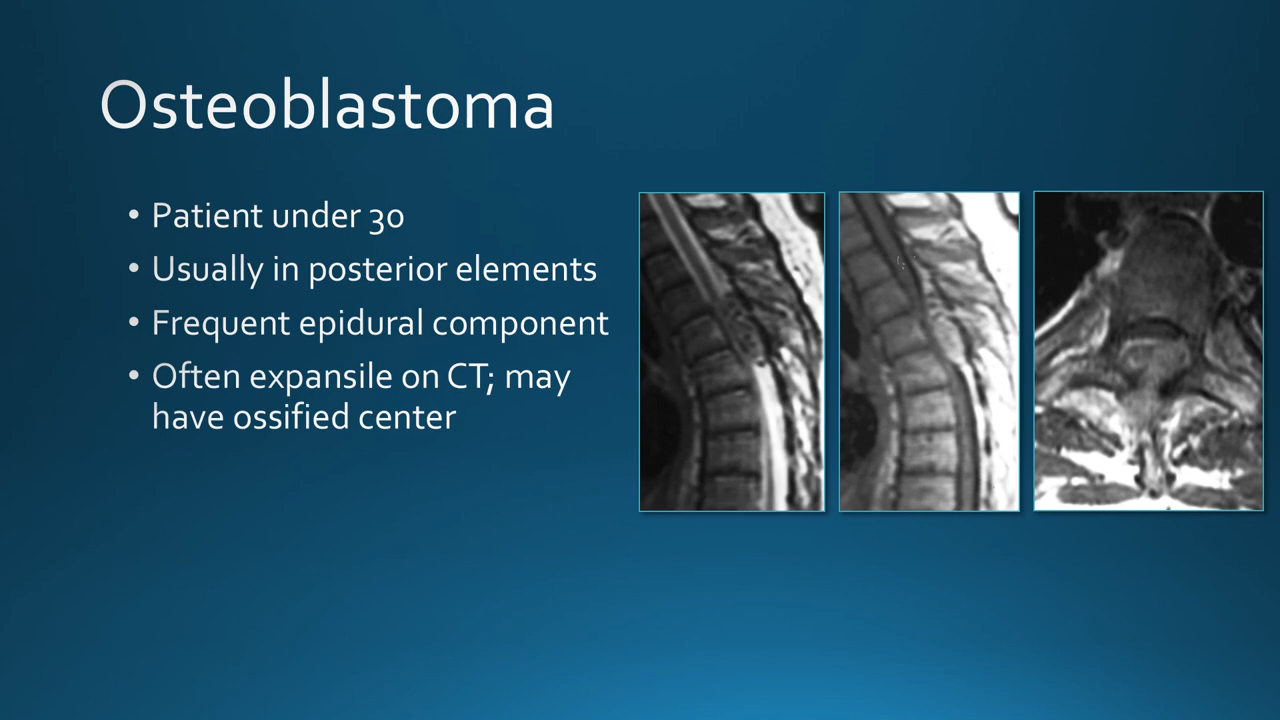 Osteoblastoma
• Patient under 30
• Usually in posterior elements
• Frequent epidural component
• Often expansile on CT; may
have ossified center